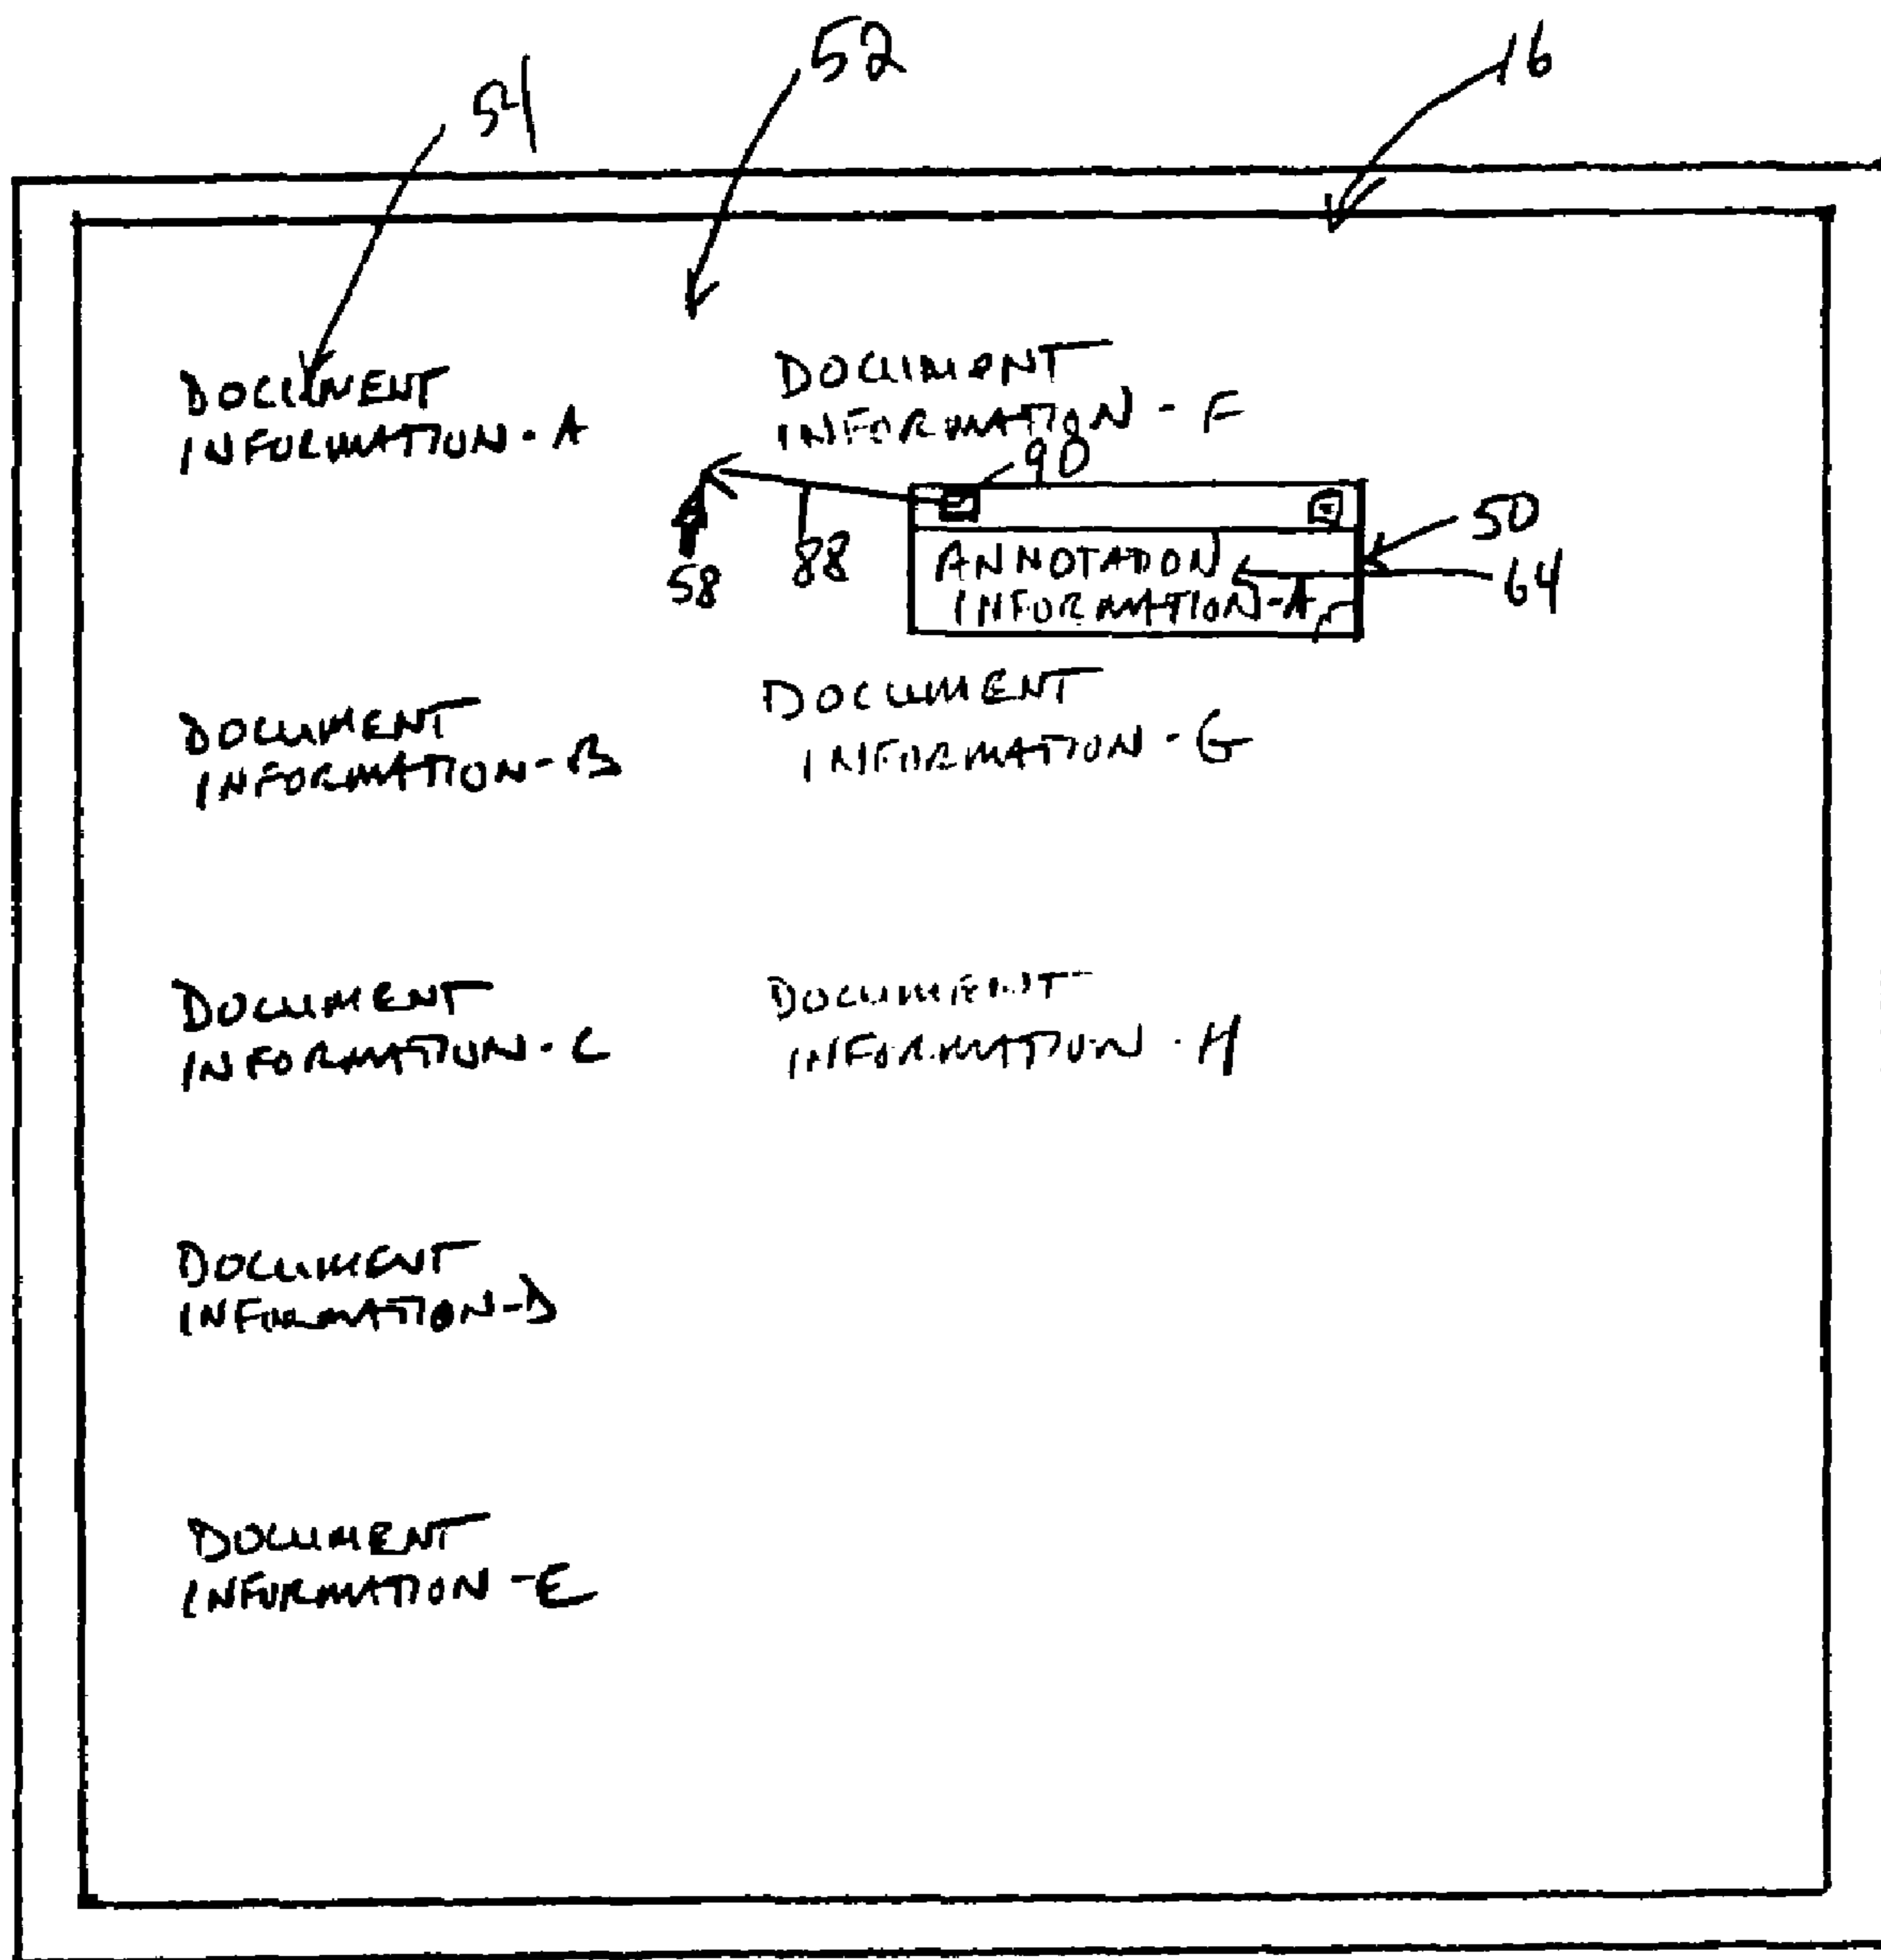 54
52
16
DOCUMENT
INFORMATION - A
DOCUMENT
INFORMATION - F
90
58
88
ANNOTATION
INFORMATION - A
50
64
DOCUMENT
INFORMATION - B
DOCUMENT
INFORMATION - G
DOCUMENT
INFORMATION - C
DOCUMENT
INFORMATION - H
DOCUMENT
INFORMATION - D
DOCUMENT
INFORMATION - E